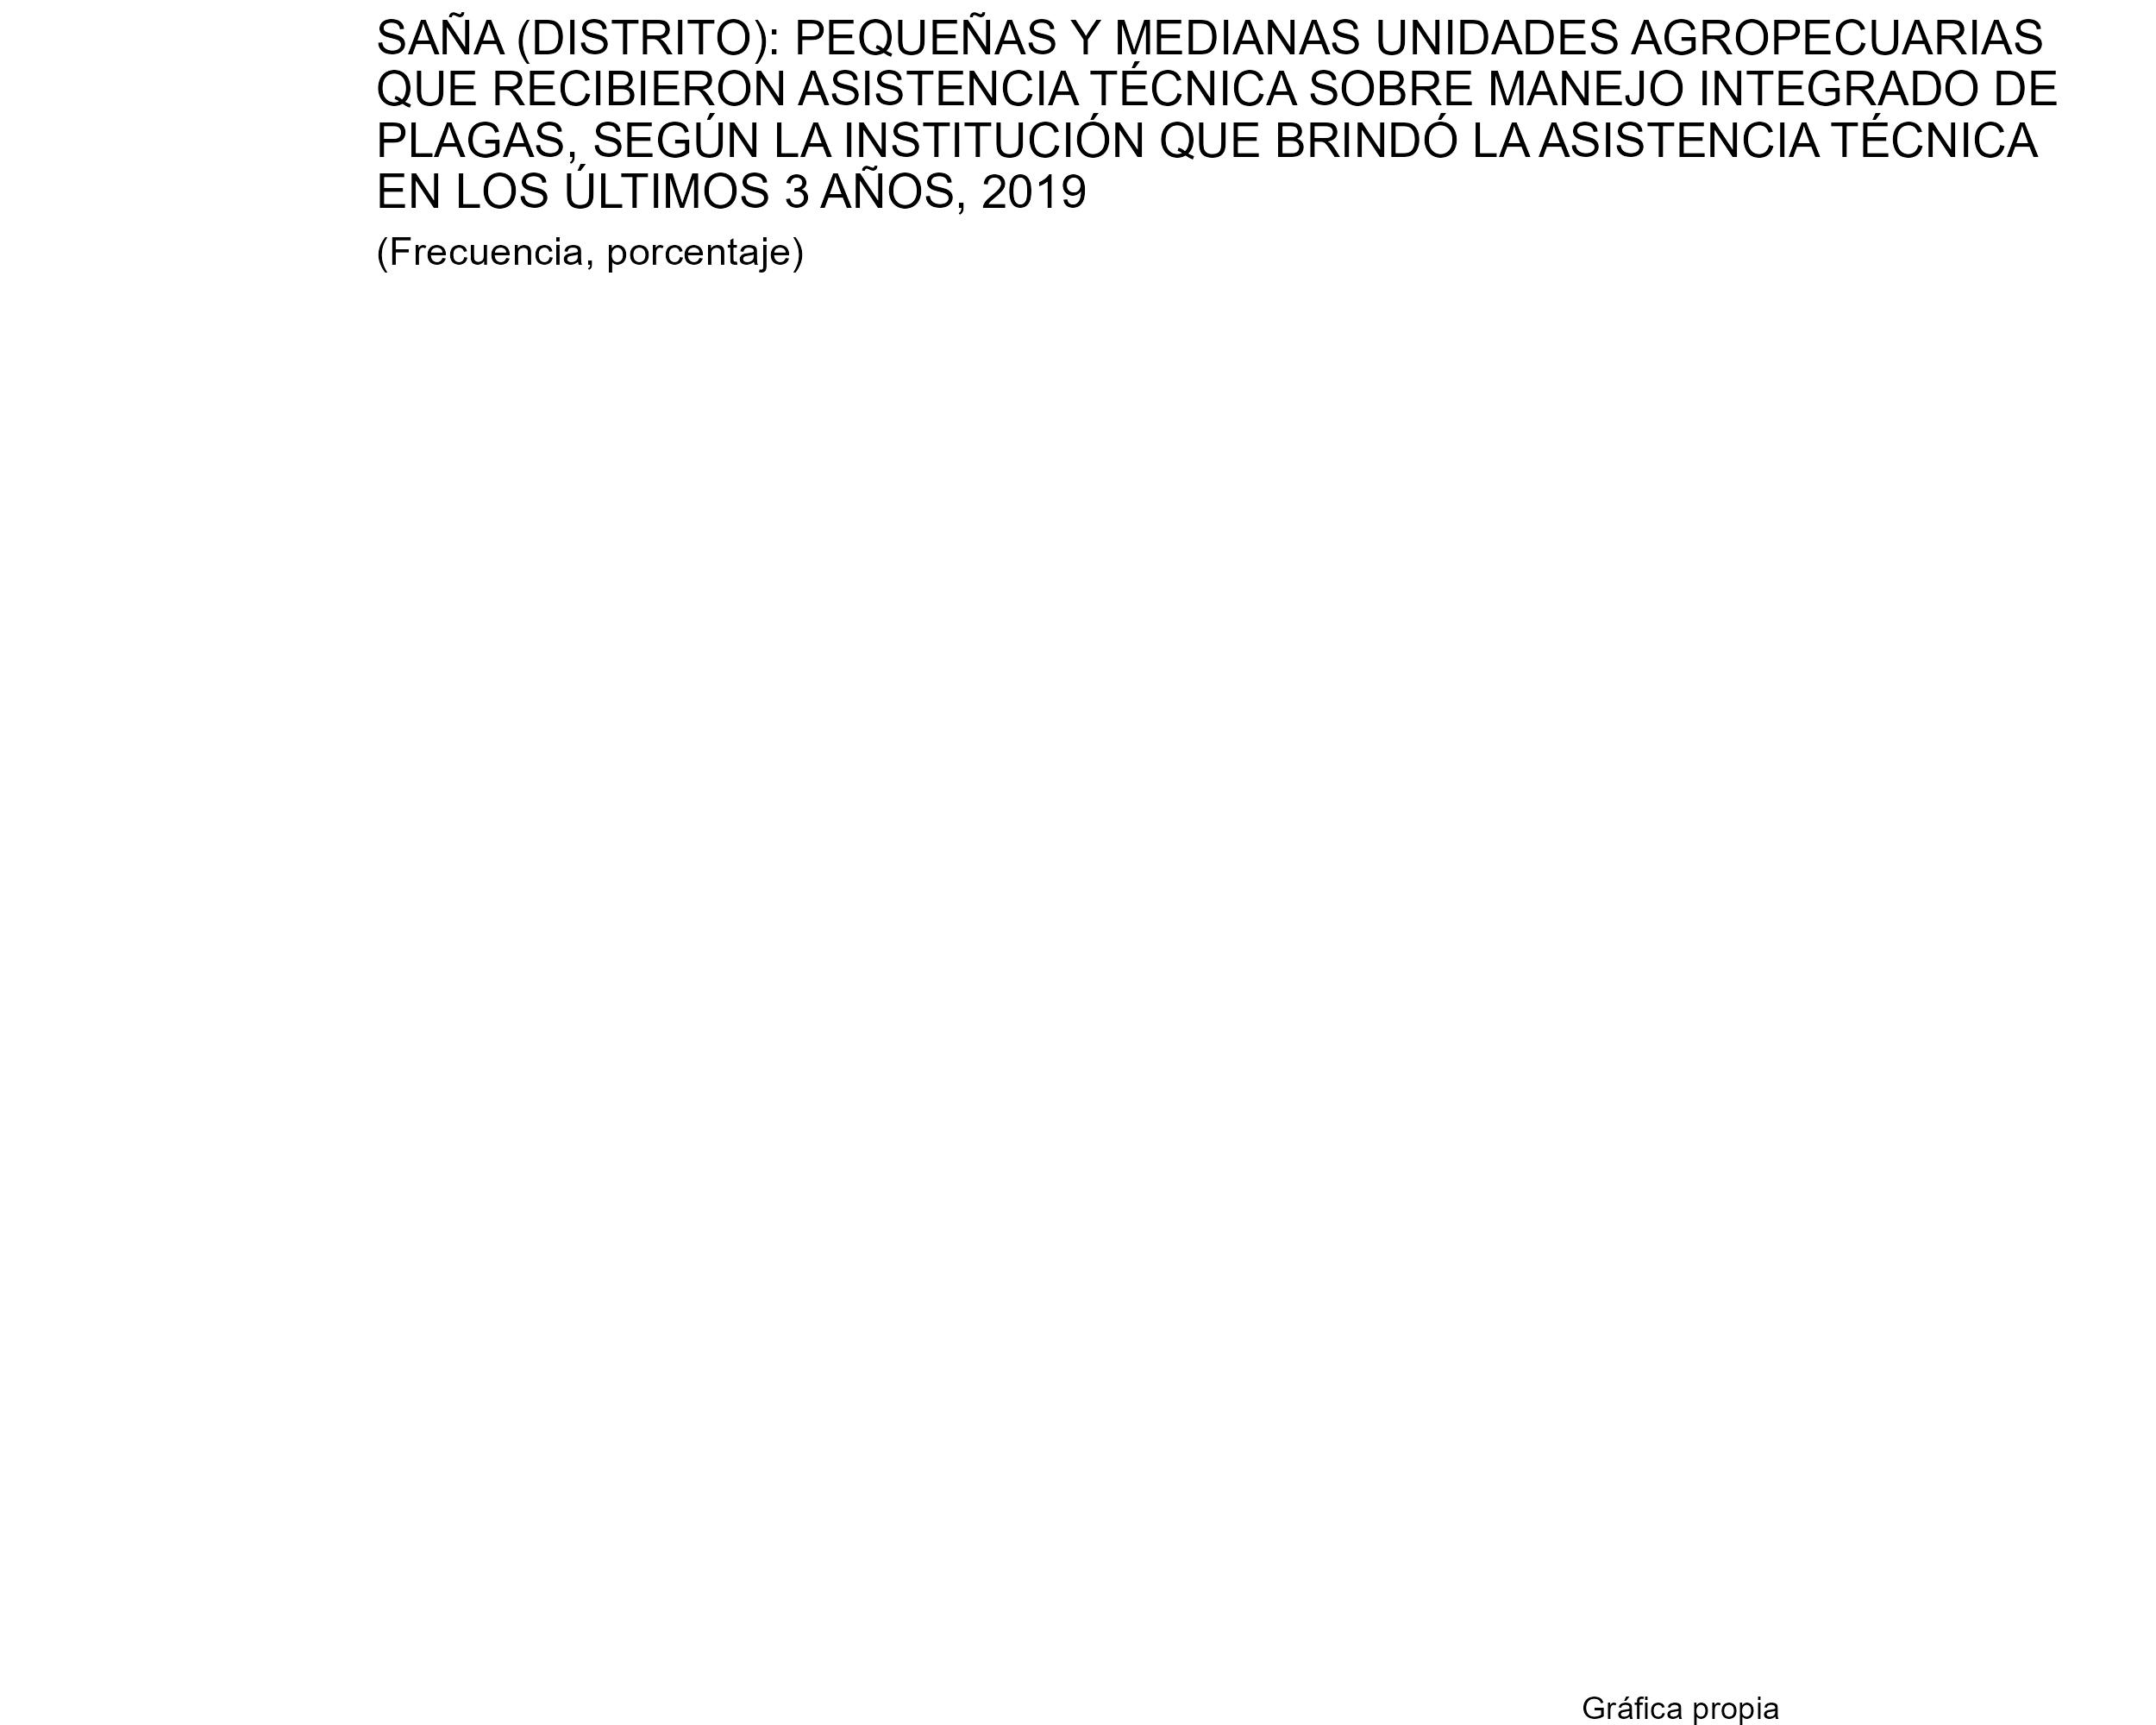 SAÑA (DISTRITO): PEQUEÑAS Y MEDIANAS UNIDADES AGROPECUARIAS
QUE RECIBIERON ASISTENCIA TÉCNICA SOBRE MANEJO INTEGRADO DE
PLAGAS, SEGÚN LA INSTITUCIÓN QUE BRINDÓ LA ASISTENCIA TÉCNICA
EN LOS ÚLTIMOS 3 AÑOS, 2019
(Frecuencia, porcentaje)
Gráfica propia